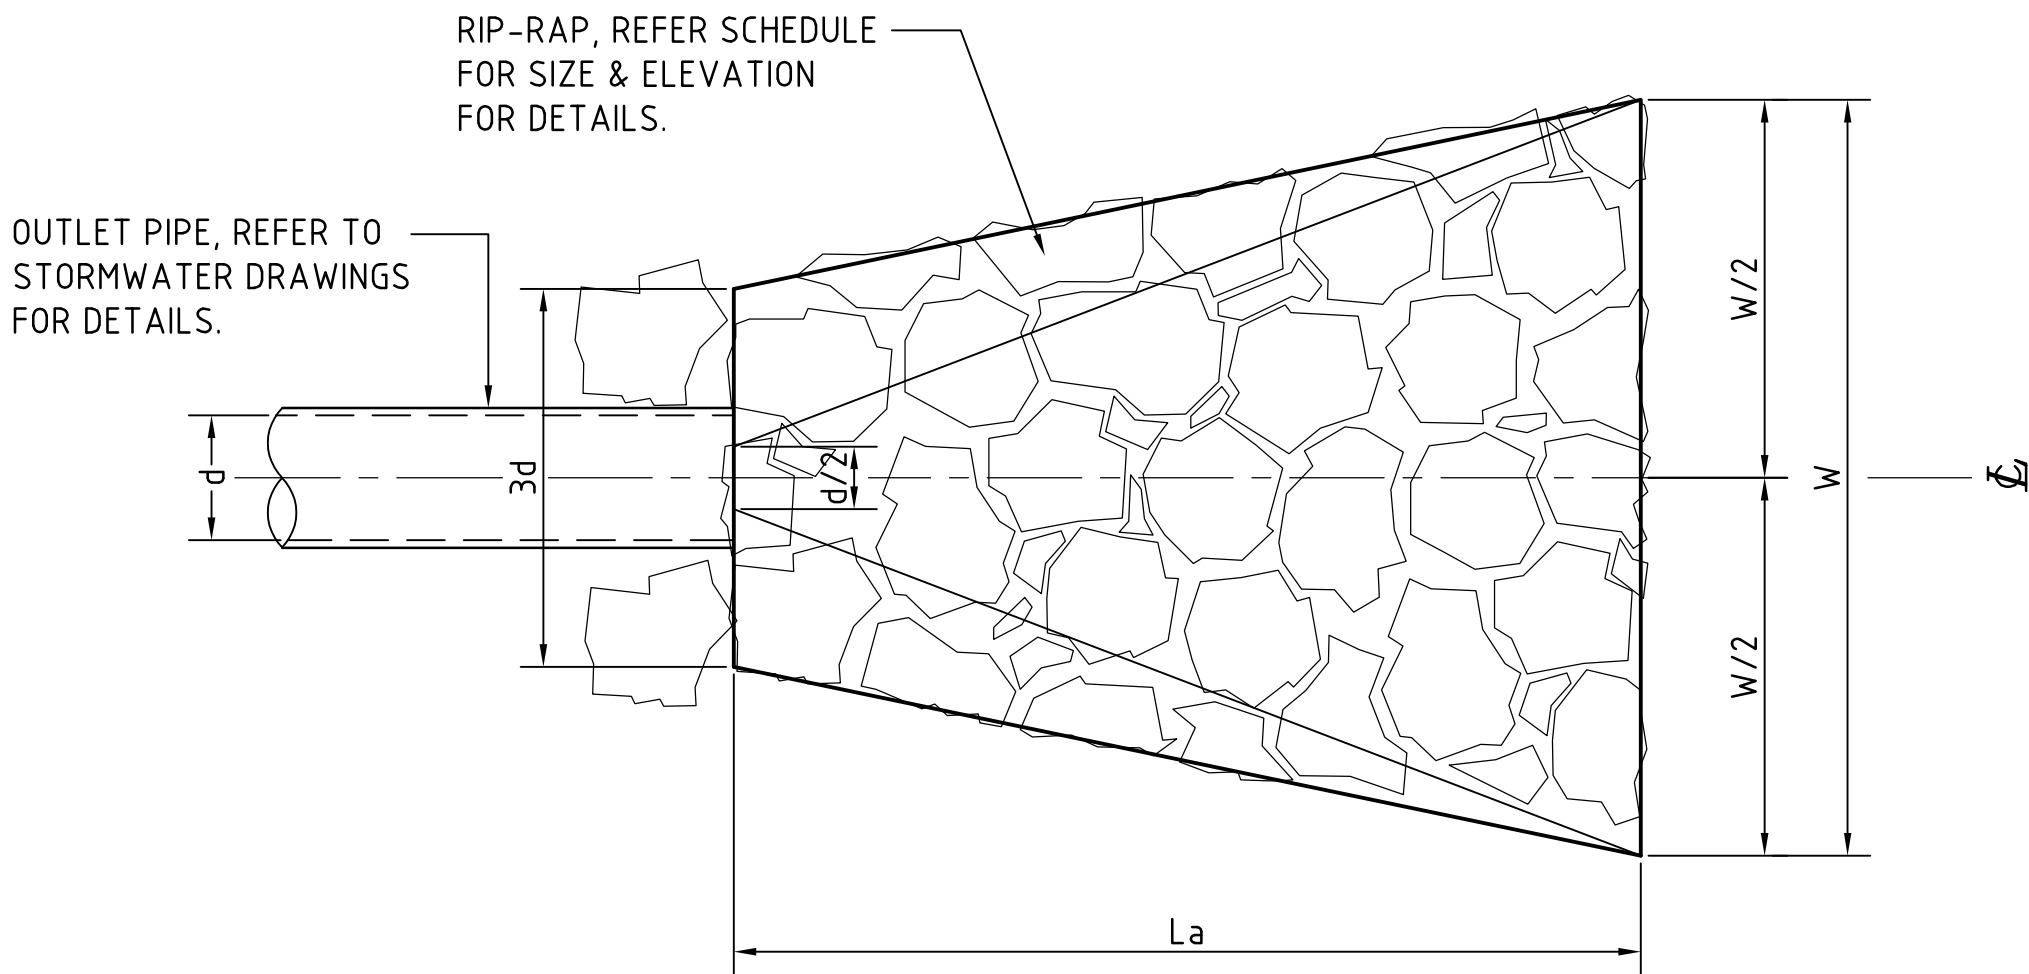 RIP-RAP, REFER SCHEDULE
FOR SIZE & ELEVATION
FOR DETAILS.
OUTLET PIPE, REFER TO
STORMWATER DRAWINGS
FOR DETAILS.
d
3d
d/2
W/2
W/2
W
℄
La